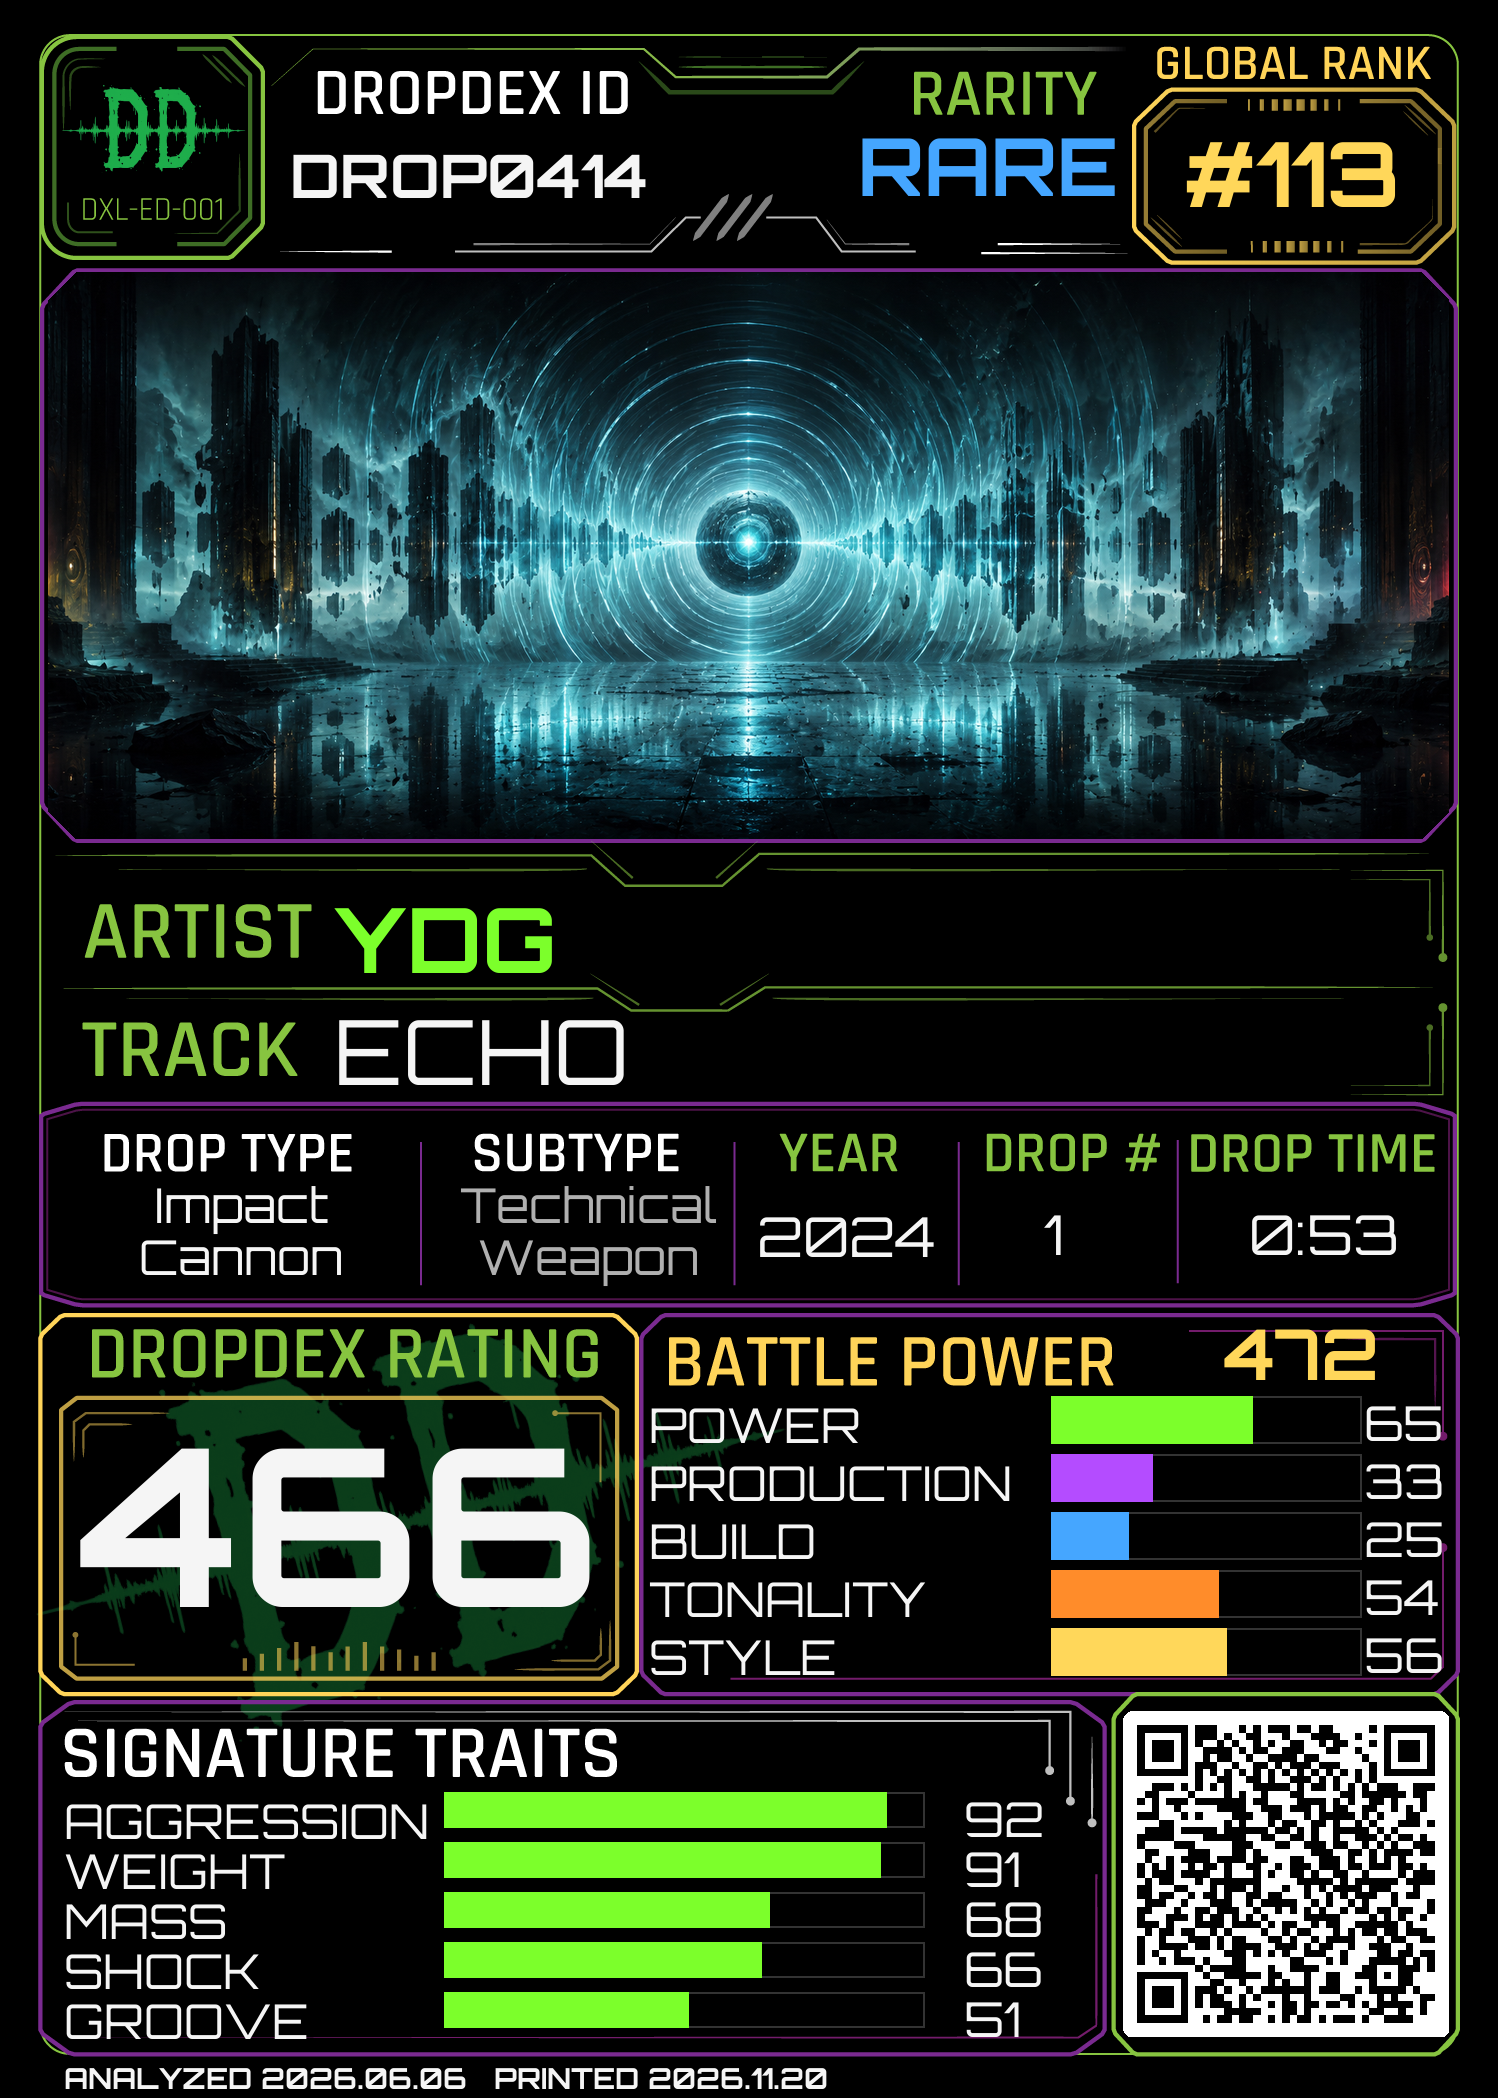 DD
DXL-ED-001
DROPDEX ID
DROP0414
RARITY
RARE
GLOBAL RANK
#113
ARTIST YDG
TRACK ECHO
DROP TYPE
Impact
Cannon
SUBTYPE
Technical
Weapon
YEAR
2024
DROP #
1
DROP TIME
0:53
DROPDEX RATING
466
BATTLE POWER 472
POWER 65
PRODUCTION 33
BUILD 25
TONALITY 54
STYLE 56
SIGNATURE TRAITS
AGGRESSION 92
WEIGHT 91
MASS 68
SHOCK 66
GROOVE 51
ANALYZED 2026.06.06 PRINTED 2026.11.20